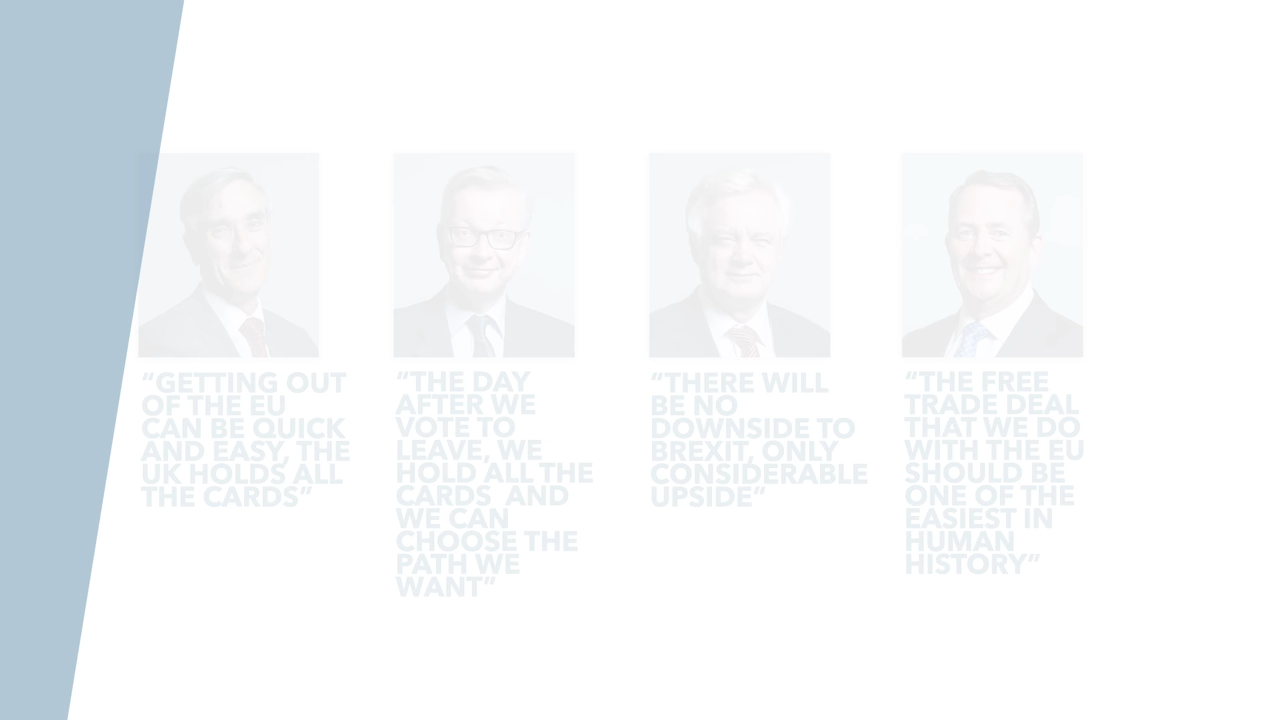 “GETTING OUT
OF THE EU
CAN BE QUICK
AND EASY, THE
UK HOLDS ALL
THE CARDS”
“THE DAY
AFTER WE
VOTE TO
LEAVE, WE
HOLD ALL THE
CARDS  AND
WE CAN
CHOOSE THE
PATH WE
WANT”
“THERE WILL
BE NO
DOWNSIDE TO
BREXIT, ONLY
CONSIDERABLE
UPSIDE”
“THE FREE
TRADE DEAL
THAT WE DO
WITH THE EU
SHOULD BE
ONE OF THE
EASIEST IN
HUMAN
HISTORY”